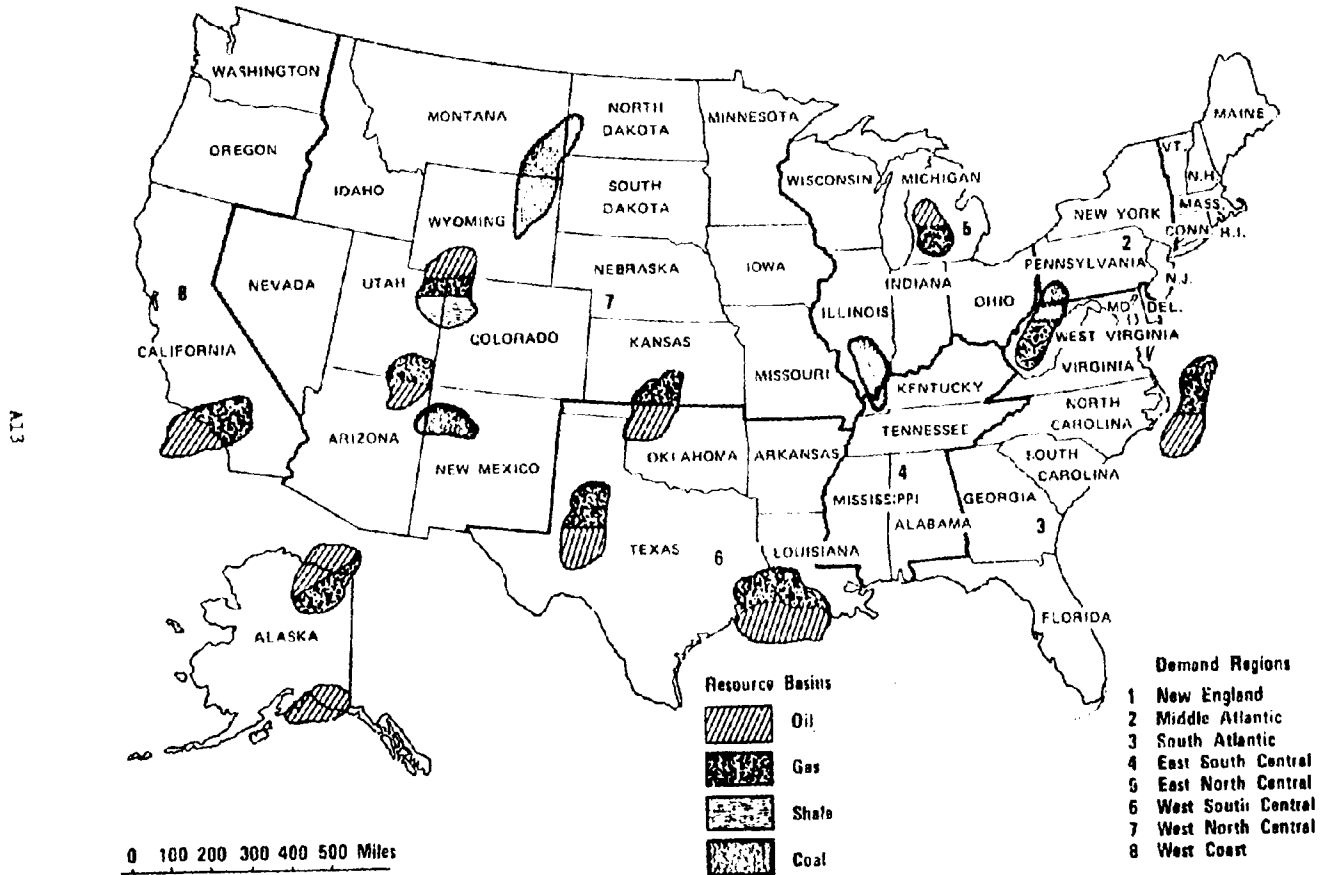 A13
WASHINGTON
OREGON
MONTANA
IDAHO
WYOMING
NORTH
DAKOTA
SOUTH
DAKOTA
MINNESOTA
WISCONSIN
MICHIGAN
5
NEW YORK
2
VT.
MAINE
N.H.
MASS
CONN.
R.I.
PENNSYLVANIA
N.J.
NEBRASKA
7
IOWA
ILLINOIS
INDIANA
OHIO
MD
DEL.
WEST VIRGINIA
VIRGINIA
8
NEVADA
UTAH
COLORADO
KANSAS
MISSOURI
KENTUCKY
CALIFORNIA
NORTH
CAROLINA
TENNESSEE
ARIZONA
NEW MEXICO
OKLAHOMA
ARKANSAS
SOUTH
CAROLINA
4
MISSISSIPPI
ALABAMA
GEORGIA
3
TEXAS
6
LOUISIANA
FLORIDA
ALASKA
Resource Basins
Oil
Gas
Shale
Coal
Demand Regions
1 New England
2 Middle Atlantic
3 South Atlantic
4 East South Central
5 East North Central
6 West South Central
7 West North Central
8 West Coast
0 100 200 300 400 500 Miles